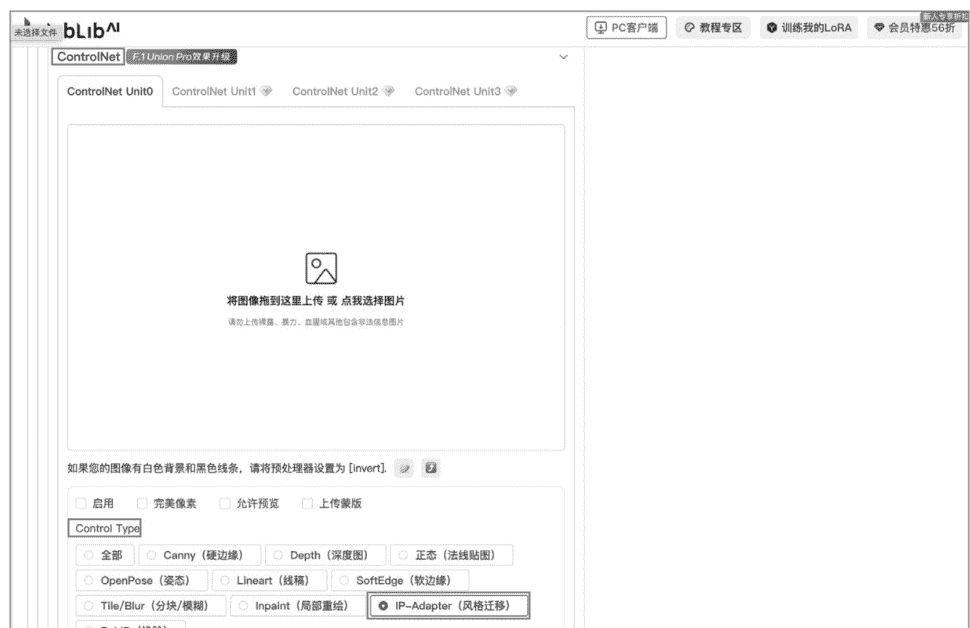 新人专享折扣
未选择文件
bLibAI
PC客户端
教程专区
训练我的LoRA
会员特惠56折
ControlNet
F.1 Union Pro效果升级
ControlNet Unit0
ControlNet Unit1
ControlNet Unit2
ControlNet Unit3
将图像拖到这里上传 或 点我选择图片
请勿上传裸露、暴力、血腥或其他包含非法信息图片
如果您的图像有白色背景和黑色线条，请将预处理器设置为 [invert].
启用
完美像素
允许预览
上传蒙版
Control Type
全部
Canny（硬边缘）
Depth（深度图）
正态（法线贴图）
OpenPose（姿态）
Lineart（线稿）
SoftEdge（软边缘）
Tile/Blur（分块/模糊）
Inpaint（局部重绘）
IP-Adapter（风格迁移）